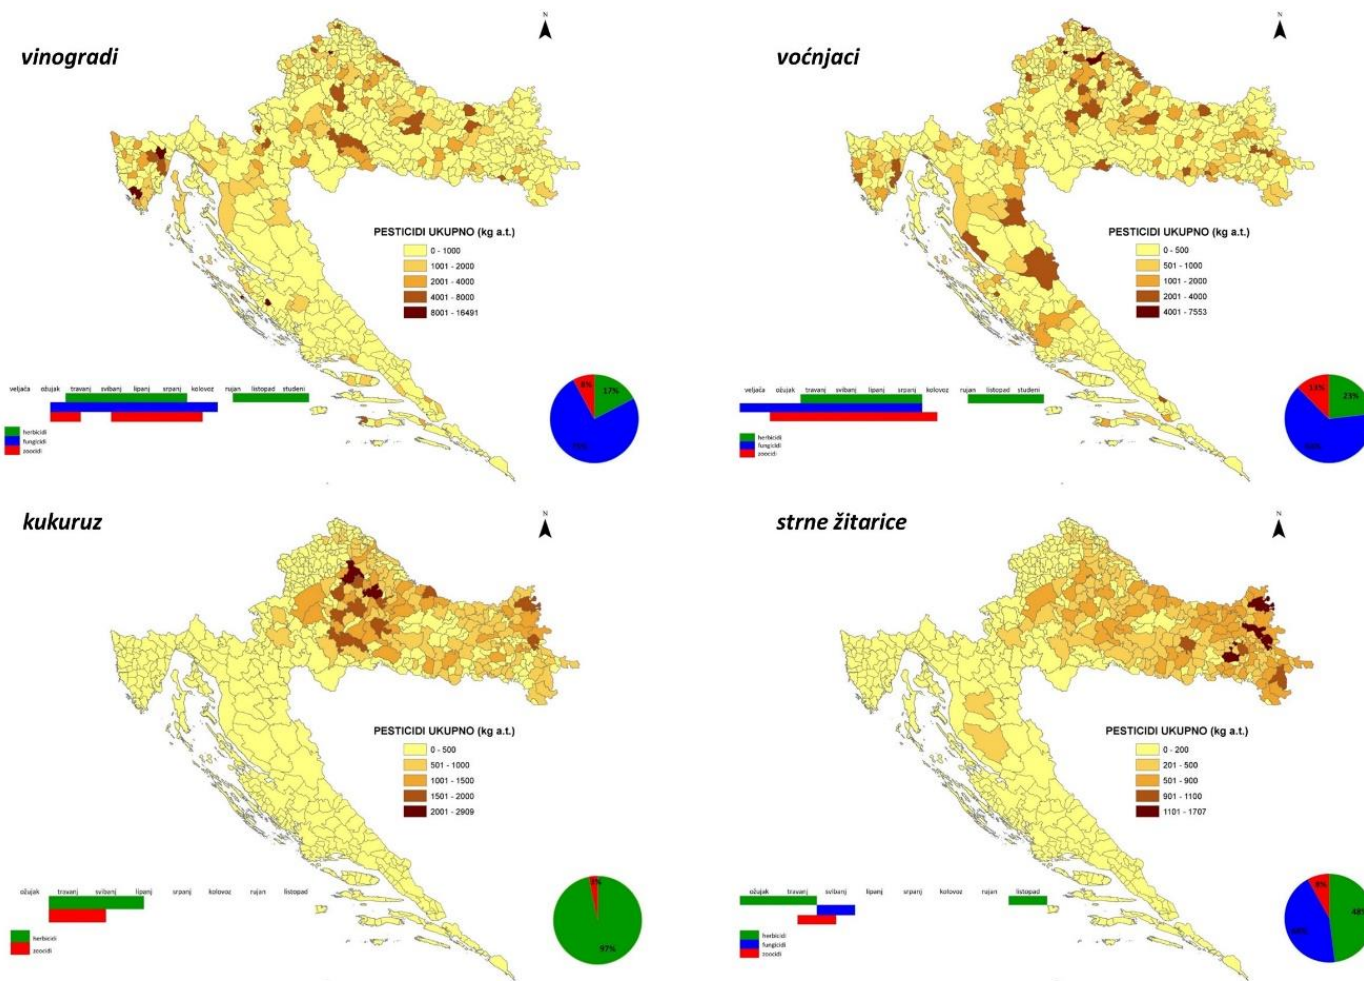 vinogradi
N
PESTICIDI UKUPNO (kg a.t.)
0 - 1000
1001 - 2000
2001 - 4000
4001 - 8000
8001 - 16491
veljača ožujak travanj svibanj lipanj srpanj kolovoz rujan listopad studeni
herbicidi
fungicidi
zoocidi
8%
17%
75%
voćnjaci
N
PESTICIDI UKUPNO (kg a.t.)
0 - 500
501 - 1000
1001 - 2000
2001 - 4000
4001 - 7553
veljača ožujak travanj svibanj lipanj srpanj kolovoz rujan listopad studeni
herbicidi
fungicidi
zoocidi
23%
kukuruz
N
PESTICIDI UKUPNO (kg a.t.)
0 - 500
501 - 1000
1001 - 1500
1501 - 2000
2001 - 2909
ožujak travanj svibanj lipanj srpanj kolovoz rujan listopad
herbicidi
zoocidi
3%
97%
strne žitarice
N
PESTICIDI UKUPNO (kg a.t.)
0 - 200
201 - 500
501 - 900
901 - 1100
1101 - 1707
ožujak travanj svibanj lipanj srpanj kolovoz rujan listopad
herbicidi
fungicidi
zoocidi
8%
48%